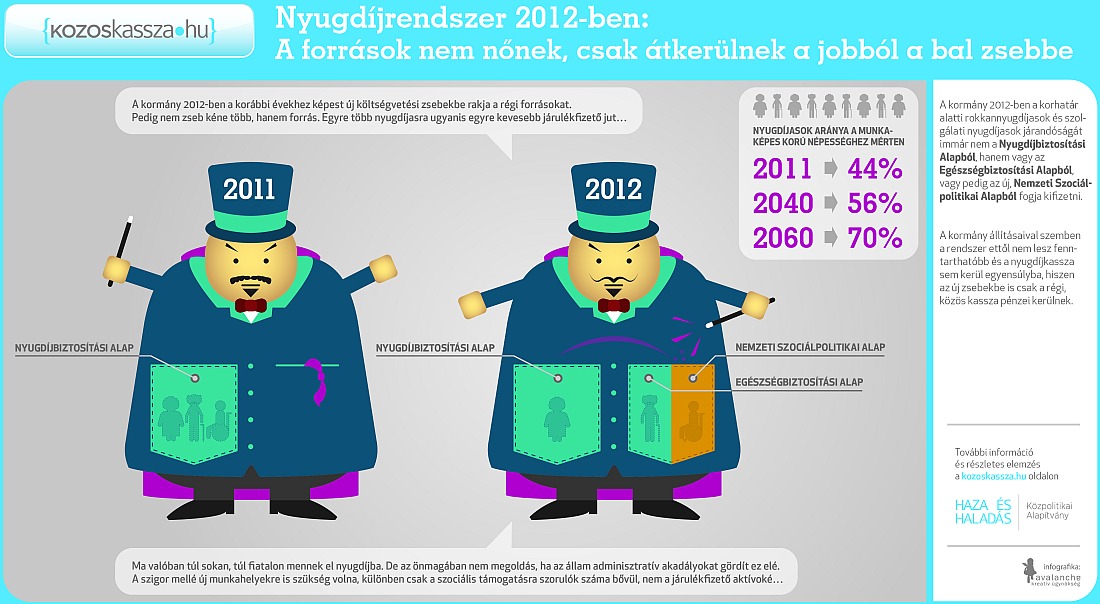 {KOZOSKASSZA•HU}
Nyugdíjrendszer 2012-ben:
A források nem nőnek, csak átkerülnek a jobból a bal zsebbe
A kormány 2012-ben a korábbi évekhez képest új költségvetési zsebekbe rakja a régi forrásokat.
Pedig nem zseb kéne több, hanem forrás. Egyre több nyugdíjasra ugyanis egyre kevesebb járulékfizető jut...
NYUGDÍJASOK ARÁNYA A MUNKA-
KÉPES KORÚ NÉPESSÉGHEZ MÉRTEN
2011 44%
2040 56%
2060 70%
2011
2012
NYUGDÍJBIZTOSÍTÁSI ALAP
NYUGDÍJBIZTOSÍTÁSI ALAP
NEMZETI SZOCIÁLPOLITIKAI ALAP
EGÉSZSÉGBIZTOSÍTÁSI ALAP
Ma valóban túl sokan, túl fiatalon mennek el nyugdíjba. De az önmagában nem megoldás, ha az állam adminisztratív akadályokat gördít ez elé.
A szigor mellé új munkahelyekre is szükség volna, különben csak a szociális támogatásra szorulók száma bővül, nem a járulékfizető aktívoké...
A kormány 2012-ben a korhatár
alatti rokkannyugdíjasok és szol-
gálati nyugdíjasok járandóságát
immár nem a Nyugdíjbiztosítási
Alapból, hanem vagy az
Egészségbiztosítási Alapból,
vagy pedig az új, Nemzeti Szociál-
politikai Alapból fogja kifizetni.
A kormány állításaival szemben
a rendszer ettől nem lesz fenn-
tarthatóbb és a nyugdíjkassza
sem kerül egyensúlyba, hiszen
az új zsebekbe is csak a régi,
közös kassza pénzei kerülnek.
További információ
és részletes elemzés
a kozoskassza.hu oldalon
HAZA ÉS
HALADÁS
Közpolitikai
Alapítvány
infografika:
avalanche
kreatív ügynökség